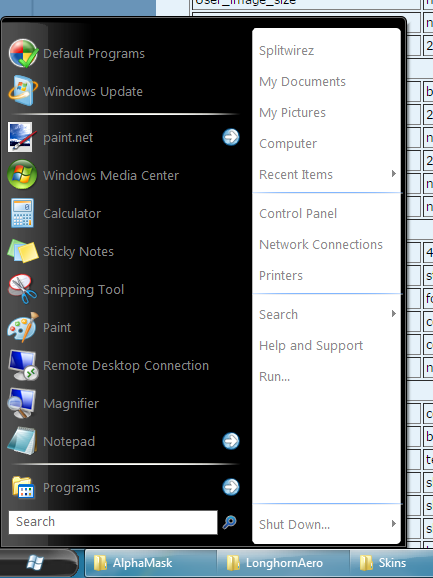 User_image_size
Default Programs
Windows Update
paint.net
Windows Media Center
Calculator
Sticky Notes
Snipping Tool
Paint
Remote Desktop Connection
Magnifier
Notepad
Programs
Search
Splitwirez
My Documents
My Pictures
Computer
Recent Items
Control Panel
Network Connections
Printers
Search
Help and Support
Run...
Shut Down...
AlphaMask
LonghornAero
Skins